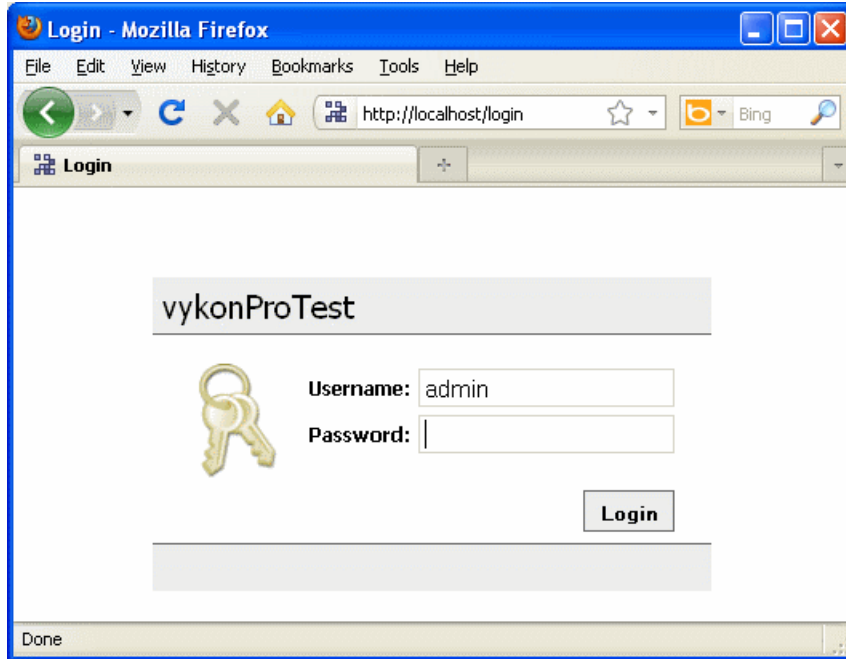 Login - Mozilla Firefox
File Edit View History Bookmarks Tools Help
http://localhost/login Bing
Login
vykonProTest
Username: admin
Password:
Login
Done